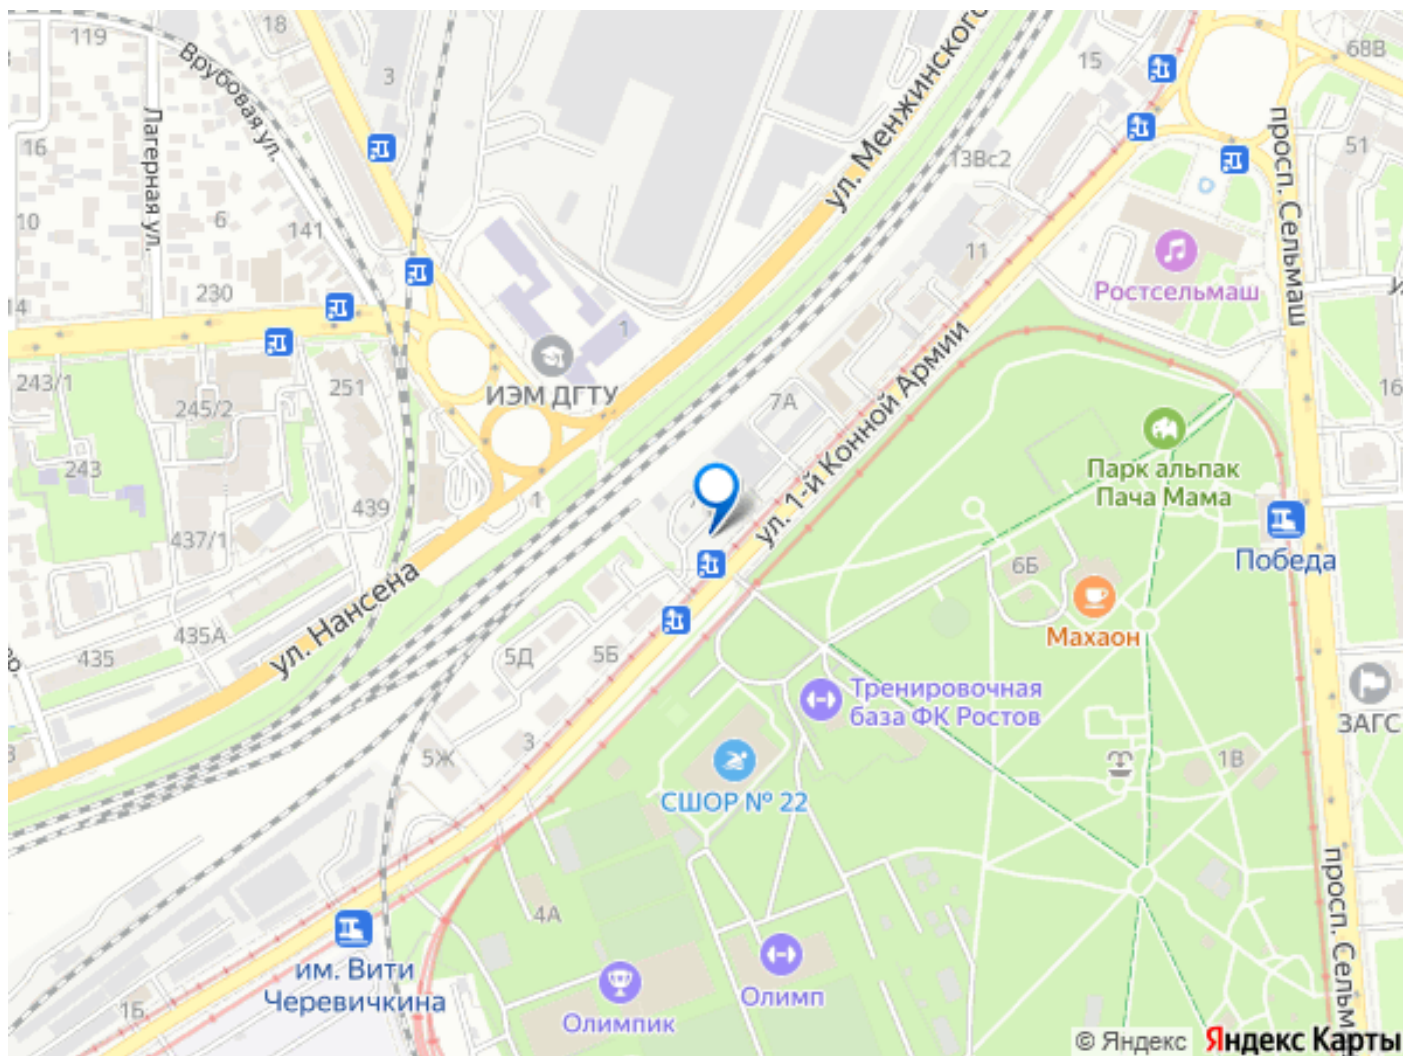 119
18
Врубовая ул.
3
ул. Менжинского
15
68В
просп. Сельмаш
Латерная ул.
16
13Вс2
51
10
6
141
11
Ростсельмаш
14
230
1
ИЭМ ДГТУ
ул. 1-й Конной Армии
243/1
251
245/2
7А
16
243
439
1
Парк альпак
Пача Мама
437/1
Победа
6Б
ул. Нансена
435А
435
5Д
5Б
Махаон
Тренировочная
база ФК Ростов
ЗАГС
5Ж
3
СШОР № 22
1В
4А
просп. Сельм
им. Вити
Черевичкина
1Б
Олимп
Олимпик
© Яндекс Яндекс Карты